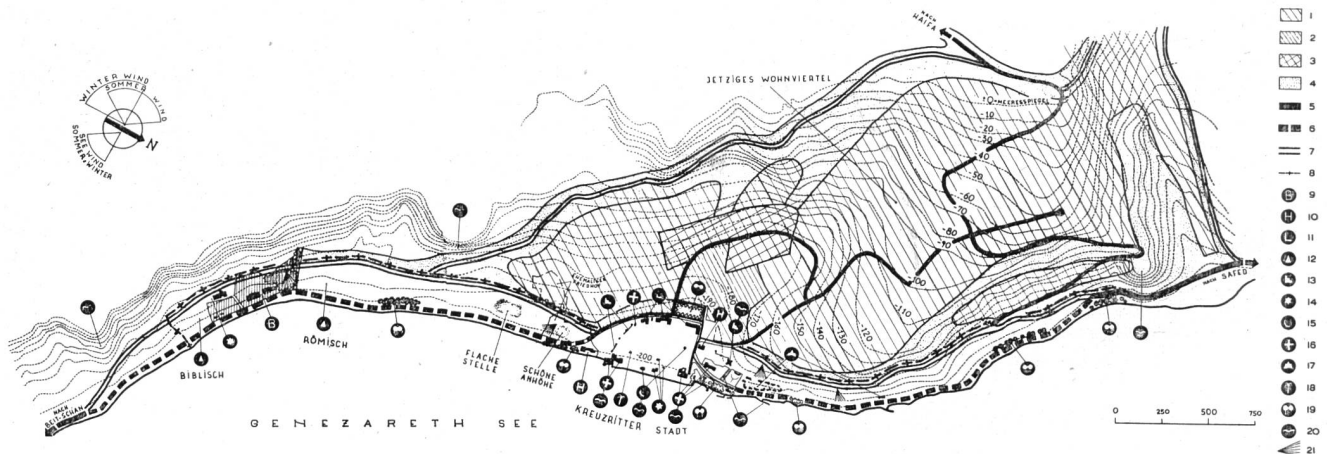 WINTER WIND
SOMMER WIND
SEE WIND
SOMMER + WINTER
N
NACH
HAIFA
JETZIGES WOHNVIERTEL
± 0 = MEERESSPIEGEL
-10
-20
-30
-40
-50
-60
-70
-80
-90
-100
-110
-120
-130
-140
-150
-160
-170
-180
-200
NACH SAFED
RÖMISCH
BIBLISCH
FLACHE
STELLE
SCHÖNE
ANHÖHE
KREUZRITTER STADT
NACH
BEIT-SCHAN
GENEZARETH SEE
0 250 500 750
1
2
3
4
5
6
7
8
B 9
H 10
L 11
12
13
14
15
16
17
18
19
20
21